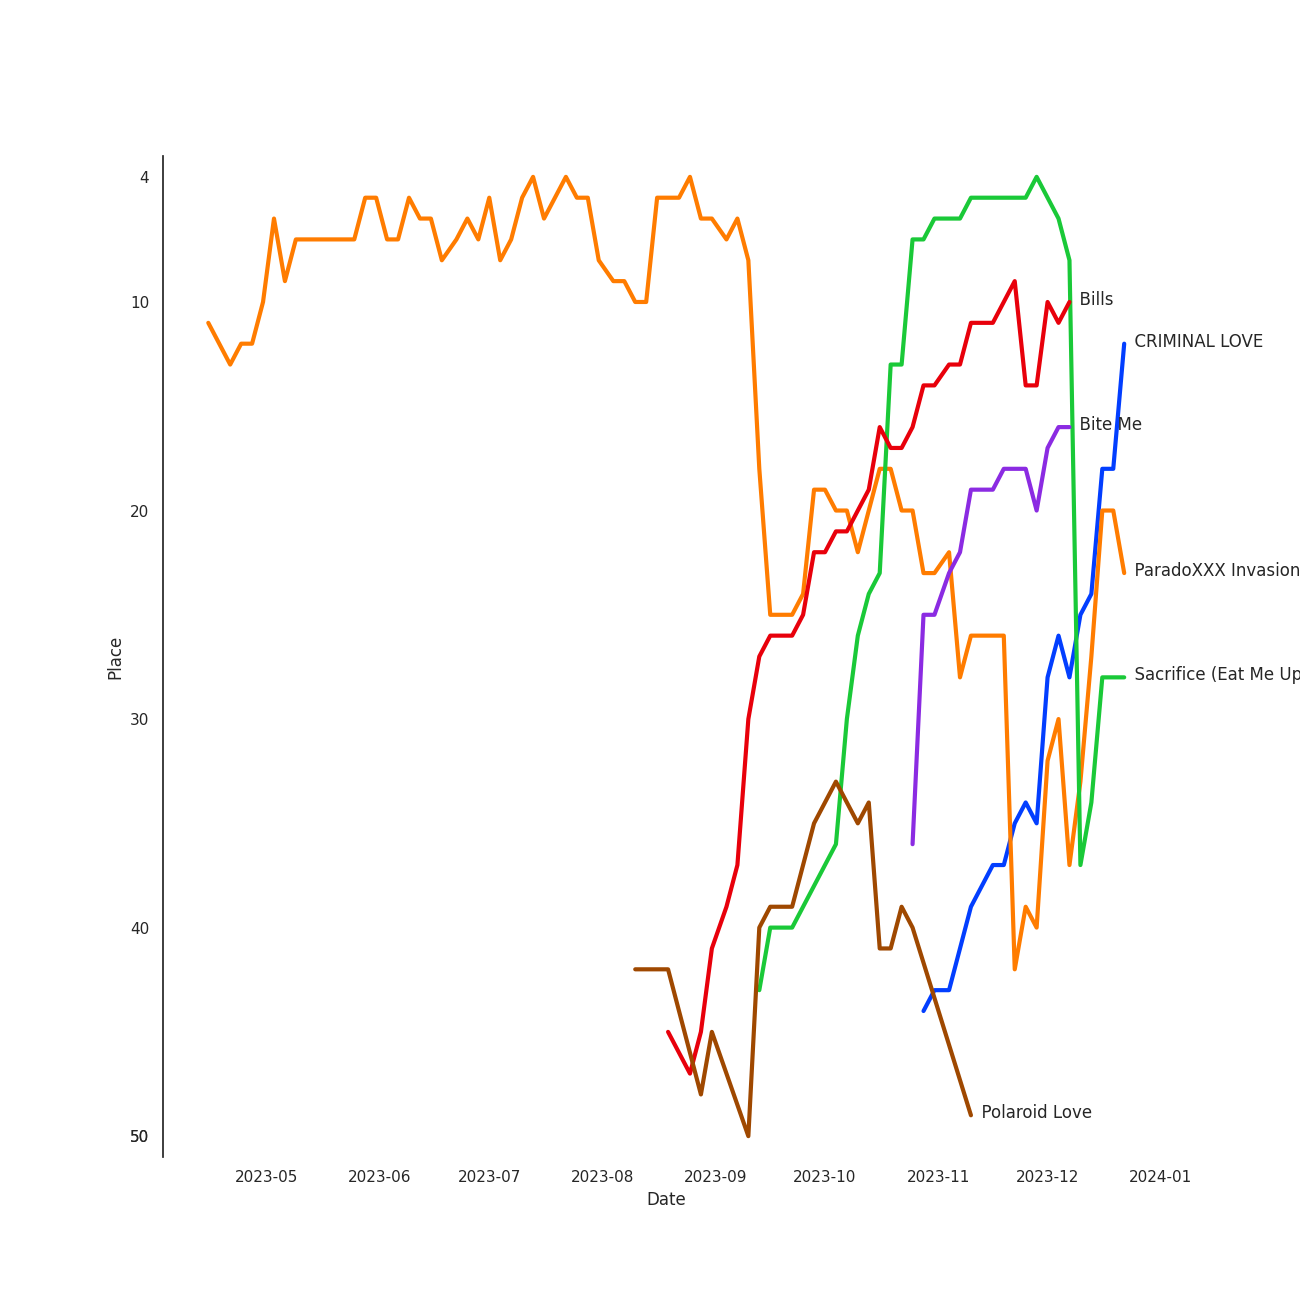 4
10
20
30
40
50
Place
Bills
CRIMINAL LOVE
Bite Me
ParadoXXX Invasion
Sacrifice (Eat Me Up
Polaroid Love
2023-05 2023-06 2023-07 2023-08 2023-09 2023-10 2023-11 2023-12 2024-01
Date